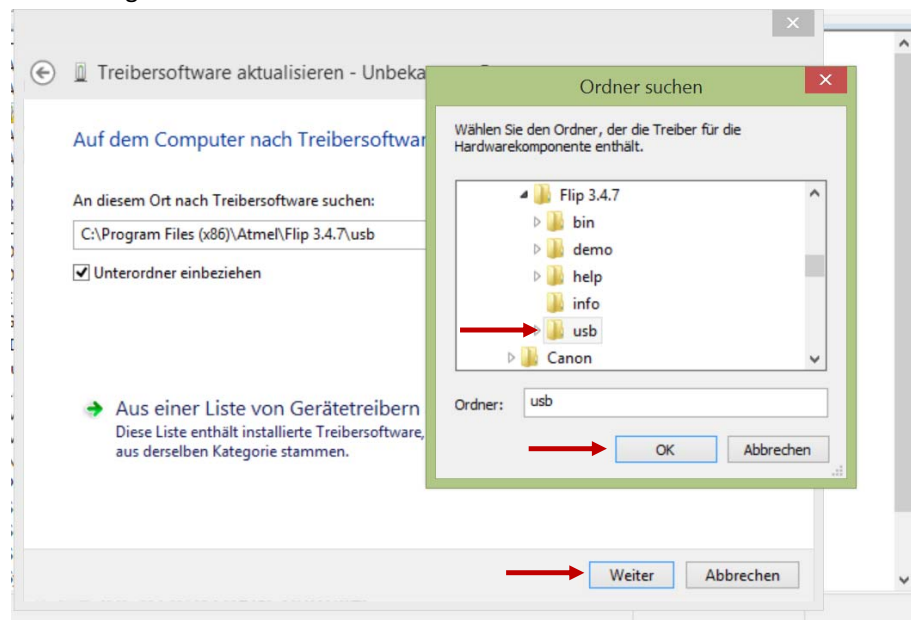 Treibersoftware aktualisieren - Unbeka
Auf dem Computer nach Treibersoftwar
An diesem Ort nach Treibersoftware suchen:
C:\Program Files (x86)\Atmel\Flip 3.4.7\usb
Unterordner einbeziehen
Aus einer Liste von Gerätetreibern
Diese Liste enthält installierte Treibersoftware,
aus derselben Kategorie stammen.
Weiter
Abbrechen
Ordner suchen
Wählen Sie den Ordner, der die Treiber für die
Hardwarekomponente enthält.
Flip 3.4.7
bin
demo
help
info
usb
Canon
Ordner:
usb
OK
Abbrechen